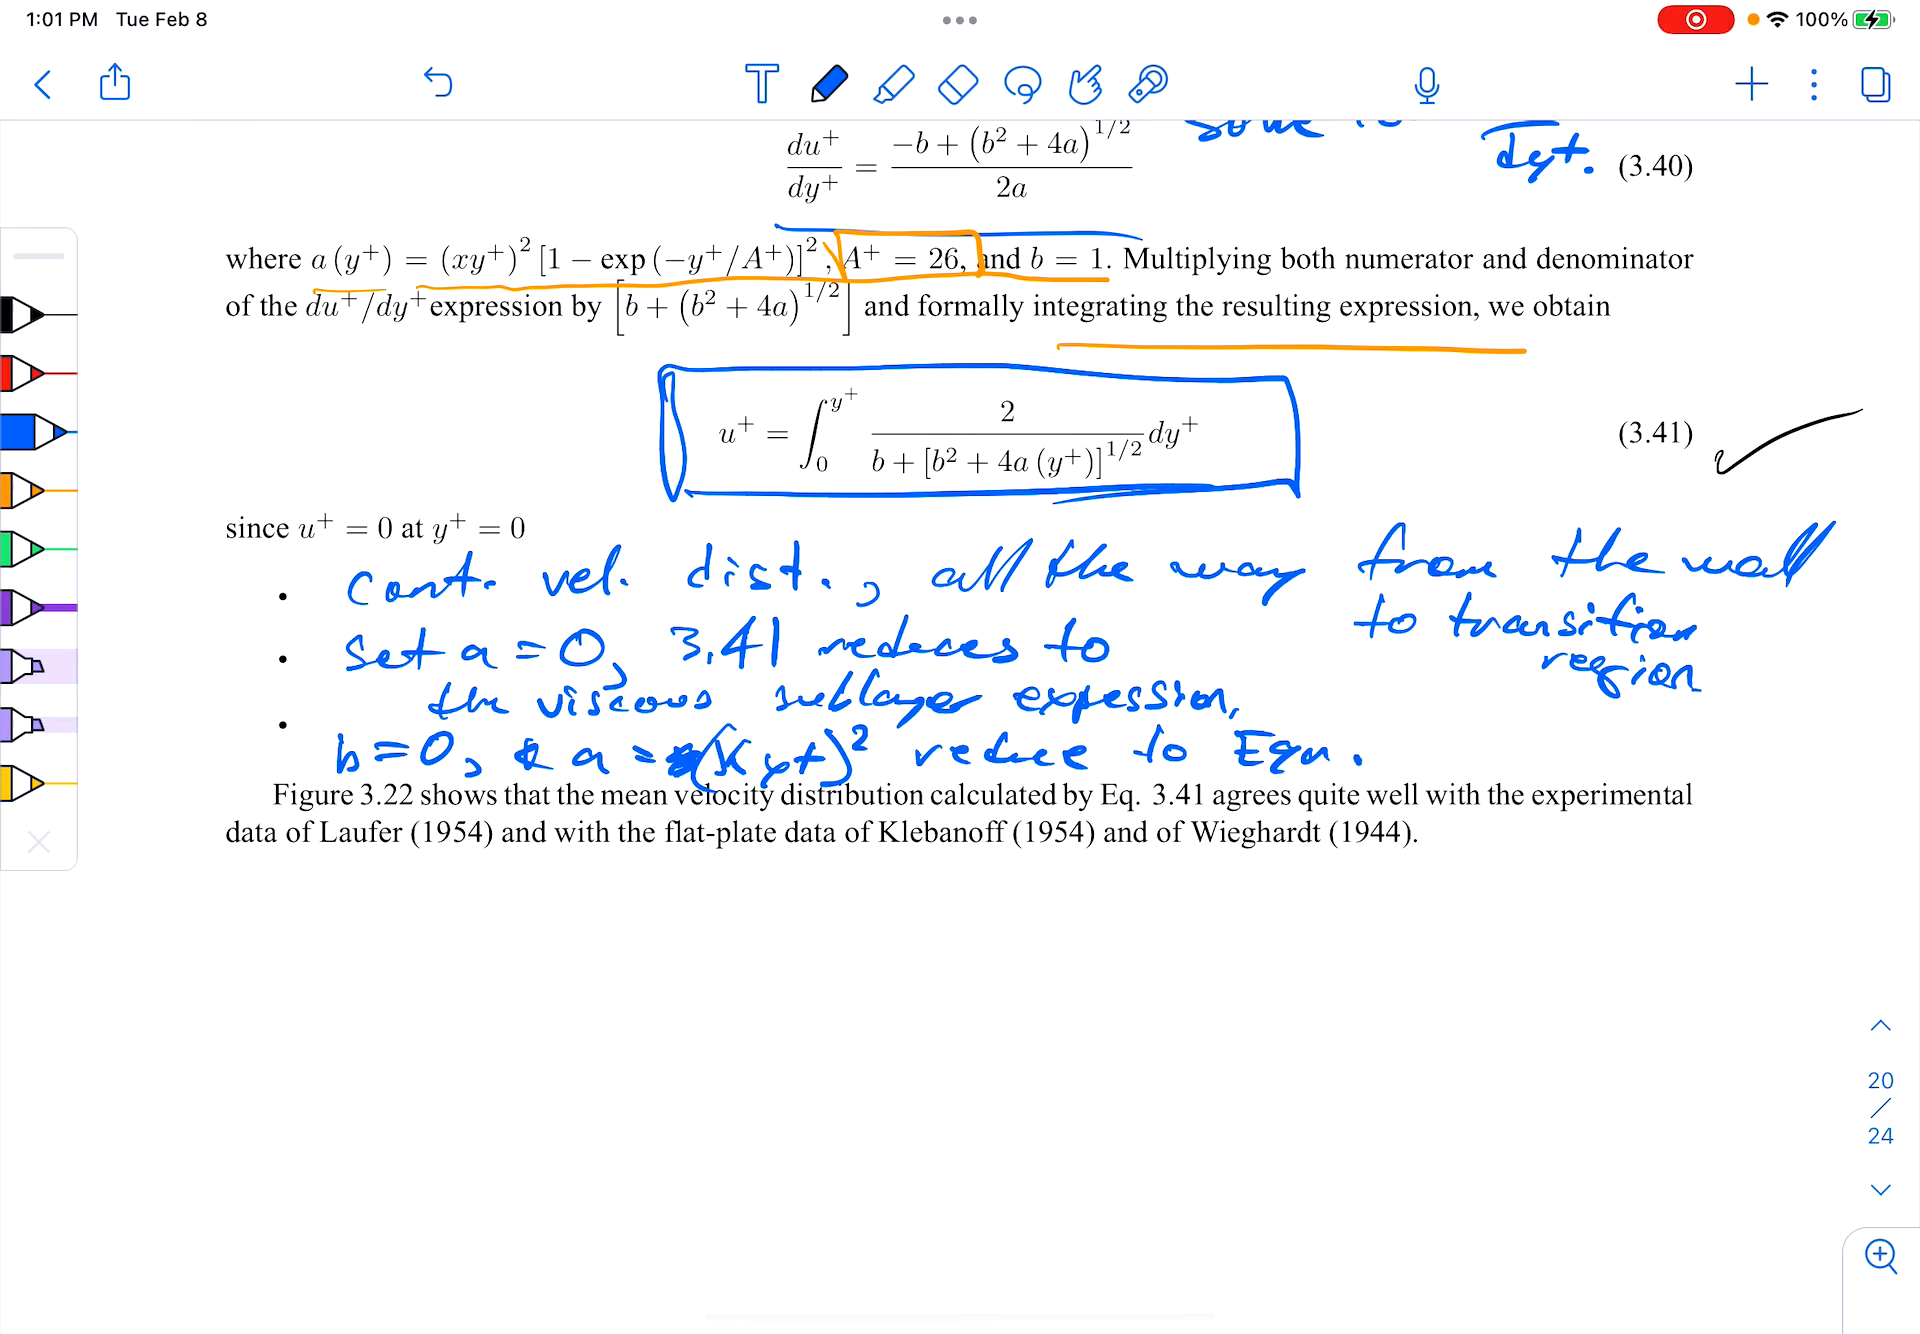 1:01 PM Tue Feb 8
100%
du⁺/dy⁺ = (−b + (b² + 4a)^{1/2}) / 2a (3.40)
dy⁺.
where a (y⁺) = (xy⁺)² [1 − exp (−y⁺/A⁺)]², A⁺ = 26, and b = 1. Multiplying both numerator and denominator
of the du⁺/dy⁺ expression by [b + (b² + 4a)^{1/2}] and formally integrating the resulting expression, we obtain
u⁺ = ∫₀^{y⁺} 2 / (b + [b² + 4a (y⁺)]^{1/2}) dy⁺ (3.41)
since u⁺ = 0 at y⁺ = 0
• cont. vel. dist., all the way from the wall
to transition
region
• set a = 0, 3.41 reduces to
the viscous sublayer expession,
• b = 0, & a = (κy⁺)² reduce to Eqn.
Figure 3.22 shows that the mean velocity distribution calculated by Eq. 3.41 agrees quite well with the experimental
data of Laufer (1954) and with the flat-plate data of Klebanoff (1954) and of Wieghardt (1944).
20
/
24